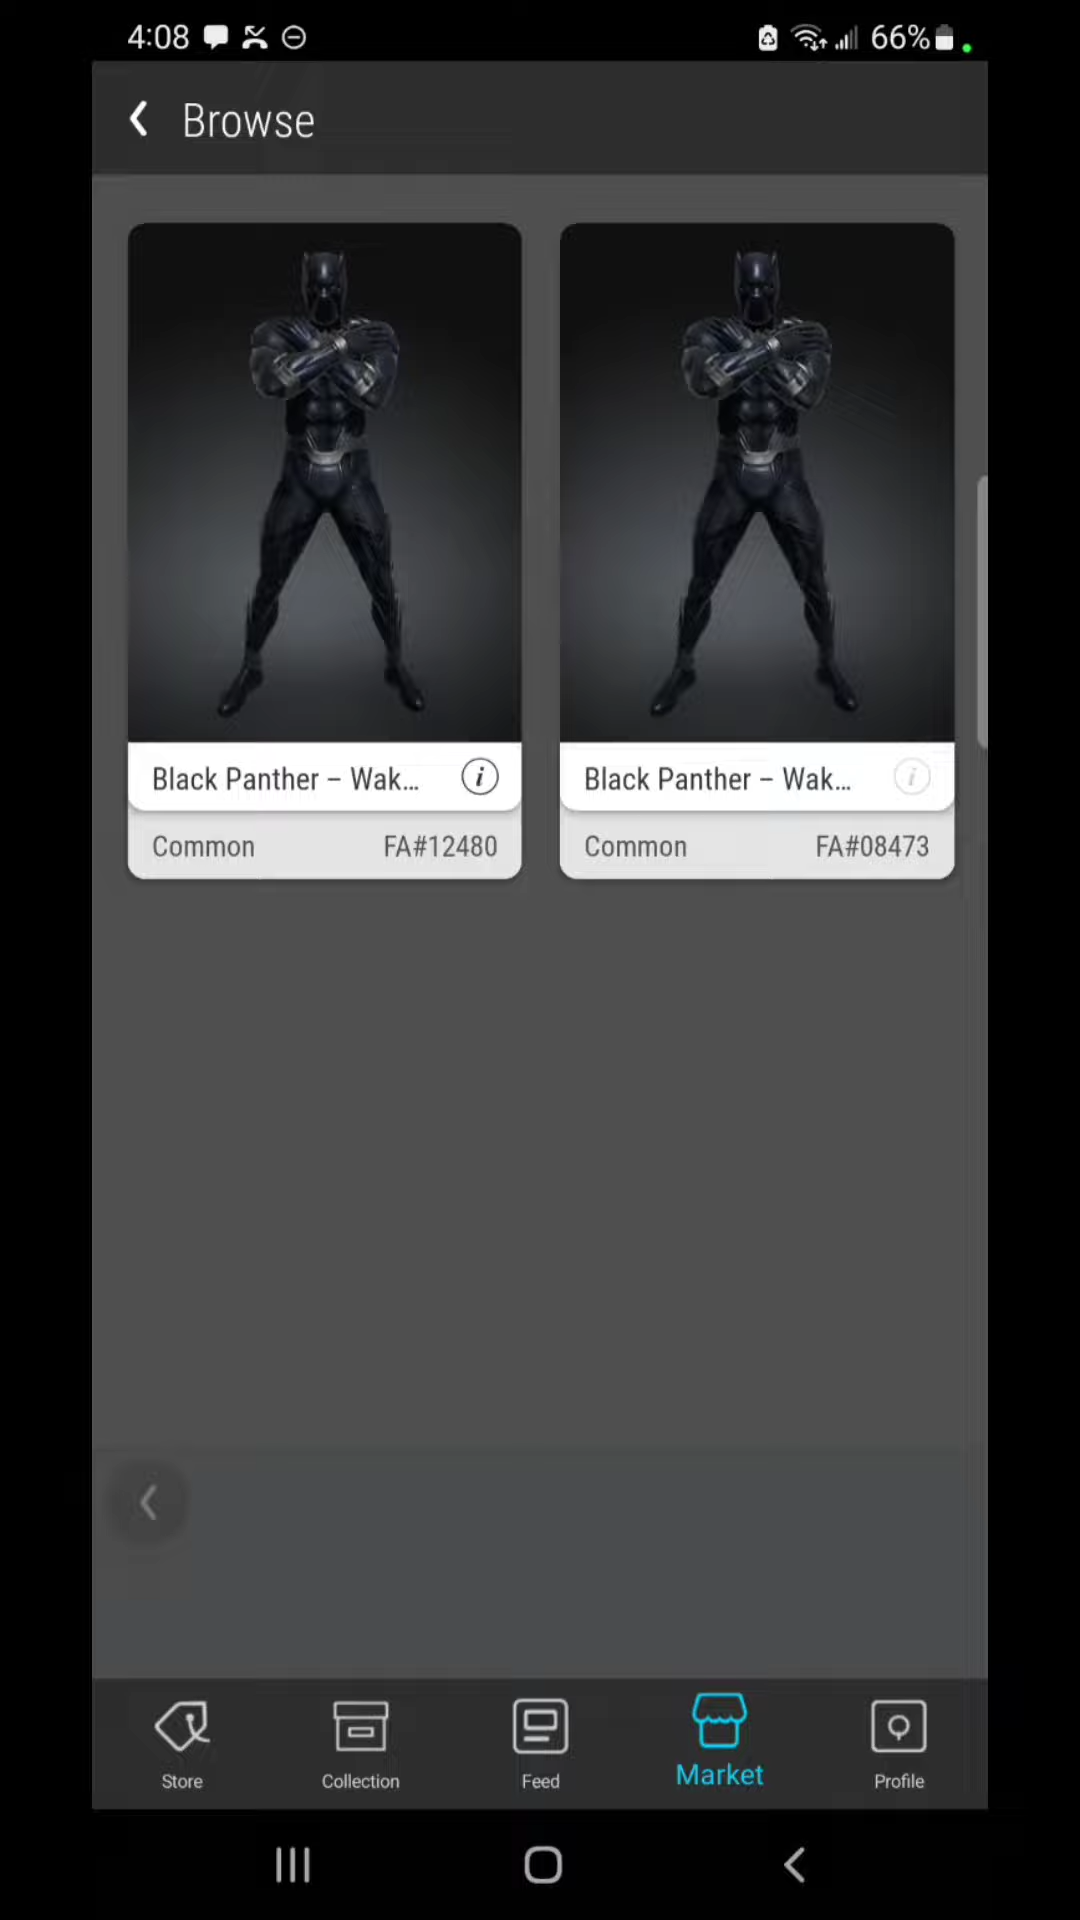 4:08 66%
Browse
Black Panther – Wak...
Common FA#12480
Black Panther – Wak...
Common FA#08473
Store Collection Feed Market Profile